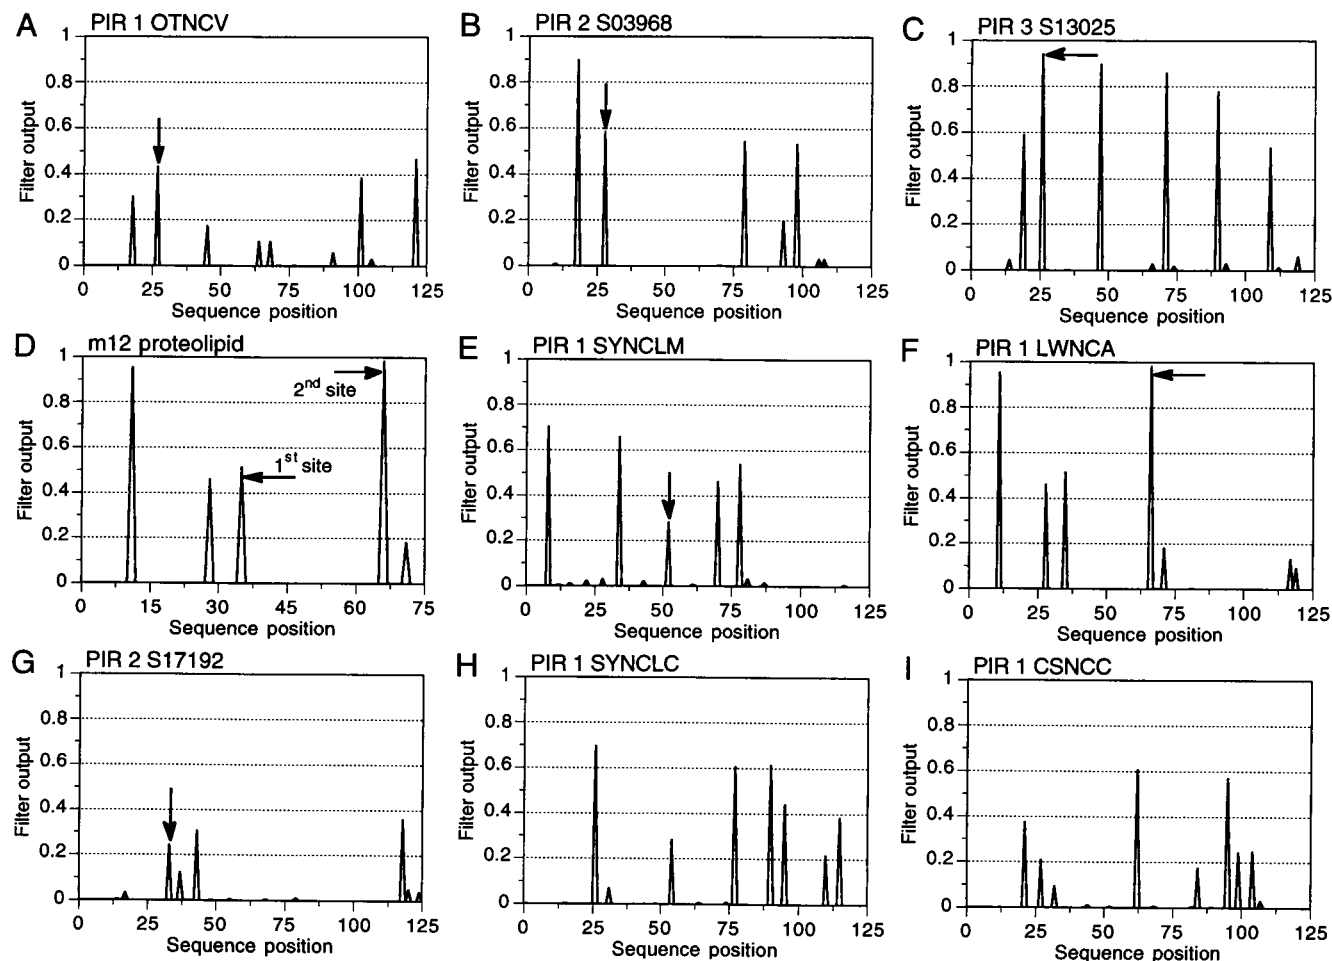 A PIR 1 OTNCV
1
0.8
0.6
0.4
0.2
0
Filter output
0 25 50 75 100 125
Sequence position
B PIR 2 S03968
1
0.8
0.6
0.4
0.2
0
Filter output
0 25 50 75 100 125
Sequence position
C PIR 3 S13025
1
0.8
0.6
0.4
0.2
0
Filter output
0 25 50 75 100 125
Sequence position
D m12 proteolipid
1
0.8
0.6
0.4
0.2
0
Filter output
2nd site
1st site
0 15 30 45 60 75
Sequence position
E PIR 1 SYNCLM
1
0.8
0.6
0.4
0.2
0
Filter output
0 25 50 75 100 125
Sequence position
F PIR 1 LWNCA
1
0.8
0.6
0.4
0.2
0
Filter output
0 25 50 75 100 125
Sequence position
G PIR 2 S17192
1
0.8
0.6
0.4
0.2
0
Filter output
0 25 50 75 100 125
Sequence position
H PIR 1 SYNCLC
1
0.8
0.6
0.4
0.2
0
Filter output
0 25 50 75 100 125
Sequence position
I PIR 1 CSNCC
1
0.8
0.6
0.4
0.2
0
Filter output
0 25 50 75 100 125
Sequence position